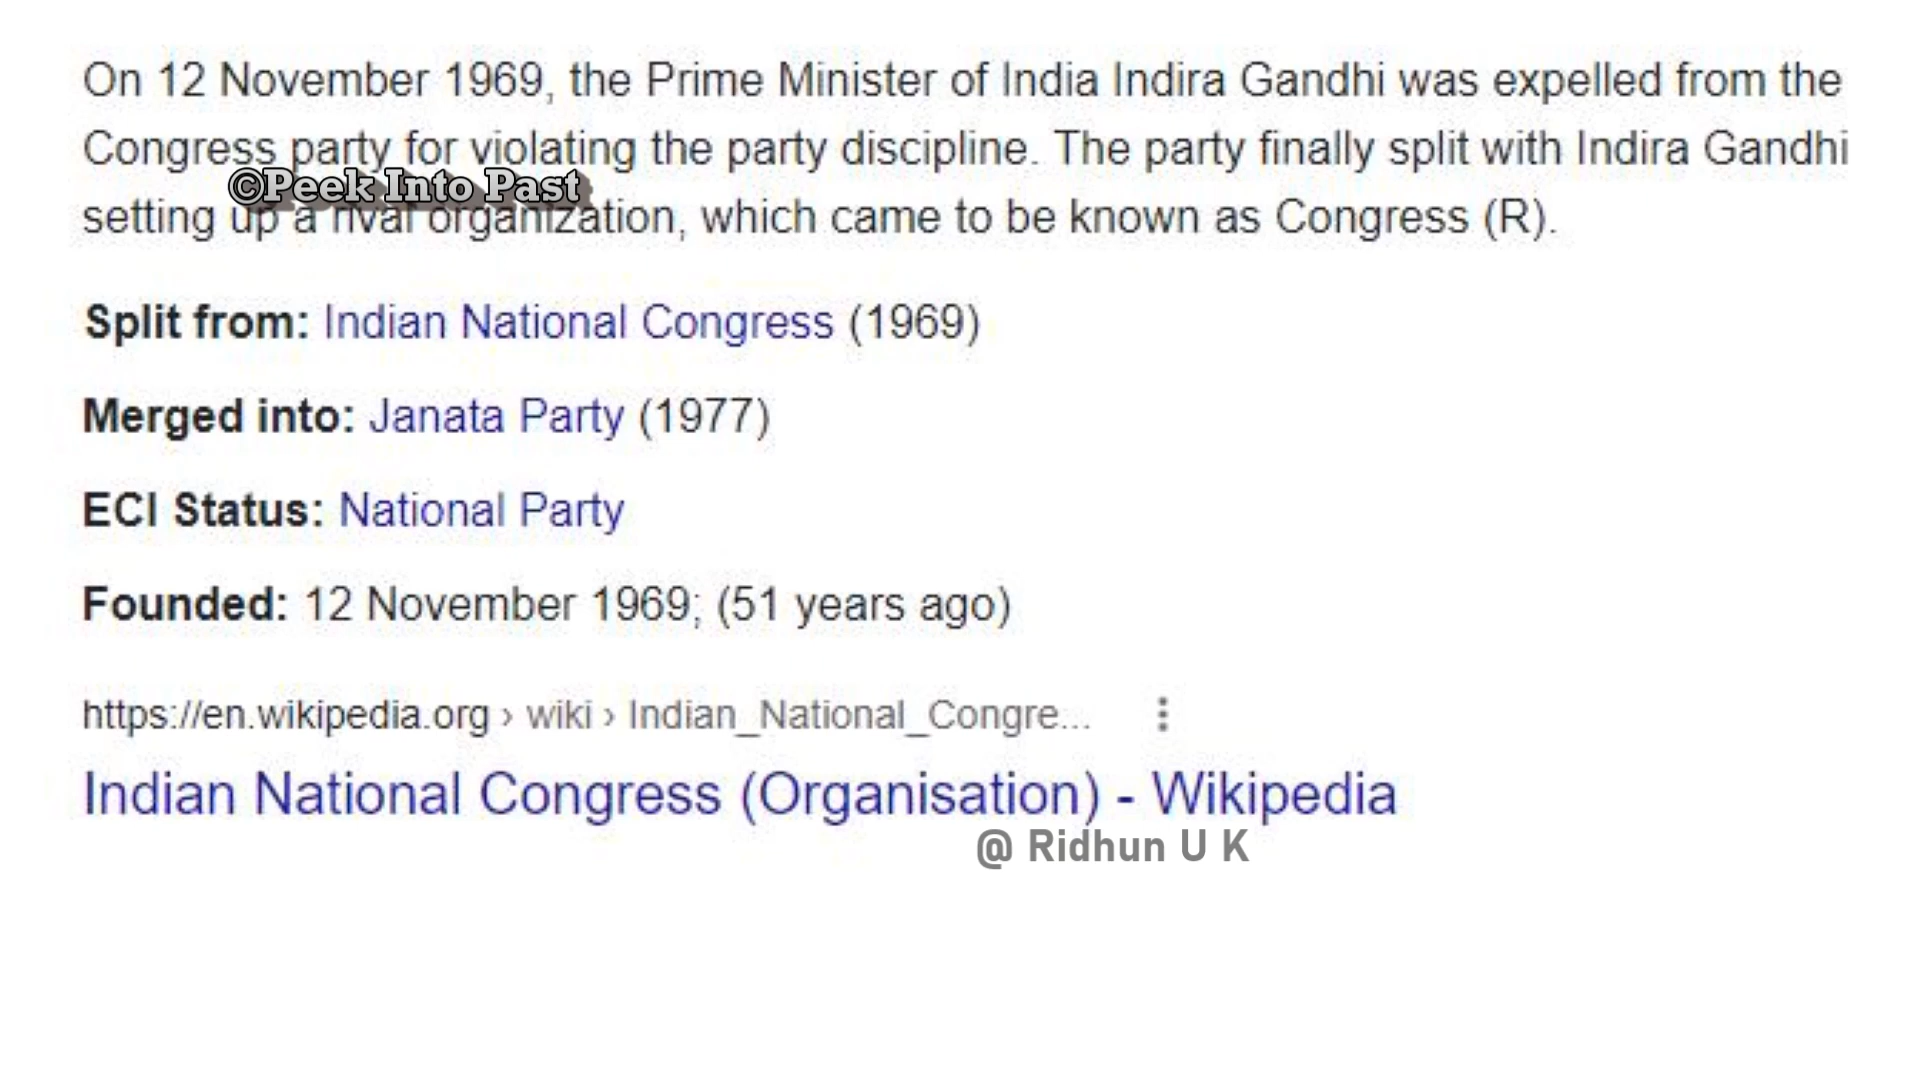 On 12 November 1969, the Prime Minister of India Indira Gandhi was expelled from the
Congress party for violating the party discipline. The party finally split with Indira Gandhi
©Peek Into Past
setting up a rival organization, which came to be known as Congress (R).
Split from: Indian National Congress (1969)
Merged into: Janata Party (1977)
ECI Status: National Party
Founded: 12 November 1969; (51 years ago)
https://en.wikipedia.org › wiki › Indian_National_Congre...
Indian National Congress (Organisation) - Wikipedia
@ Ridhun U K